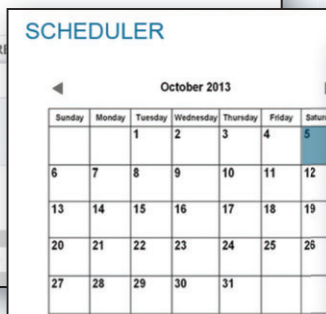 SCHEDULER
October 2013
Sunday Monday Tuesday Wednesday Thursday Friday Satur
1 2 3 4 5
6 7 8 9 10 11 12
13 14 15 16 17 18 19
20 21 22 23 24 25 26
27 28 29 30 31